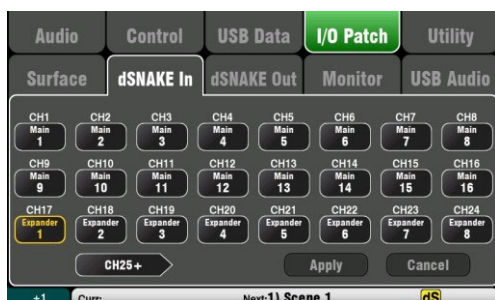 Audio Control USB Data I/O Patch Utility
Surface dSNAKE In dSNAKE Out Monitor USB Audio
CH1 CH2 CH3 CH4 CH5 CH6 CH7 CH8
Main Main Main Main Main Main Main Main
1 2 3 4 5 6 7 8
CH9 CH10 CH11 CH12 CH13 CH14 CH15 CH16
Main Main Main Main Main Main Main Main
9 10 11 12 13 14 15 16
CH17 CH18 CH19 CH20 CH21 CH22 CH23 CH24
Expander Expander Expander Expander Expander Expander Expander Expander
1 2 3 4 5 6 7 8
CH25+ Apply Cancel
+1 Curr: Next:1) Scene 1 dS